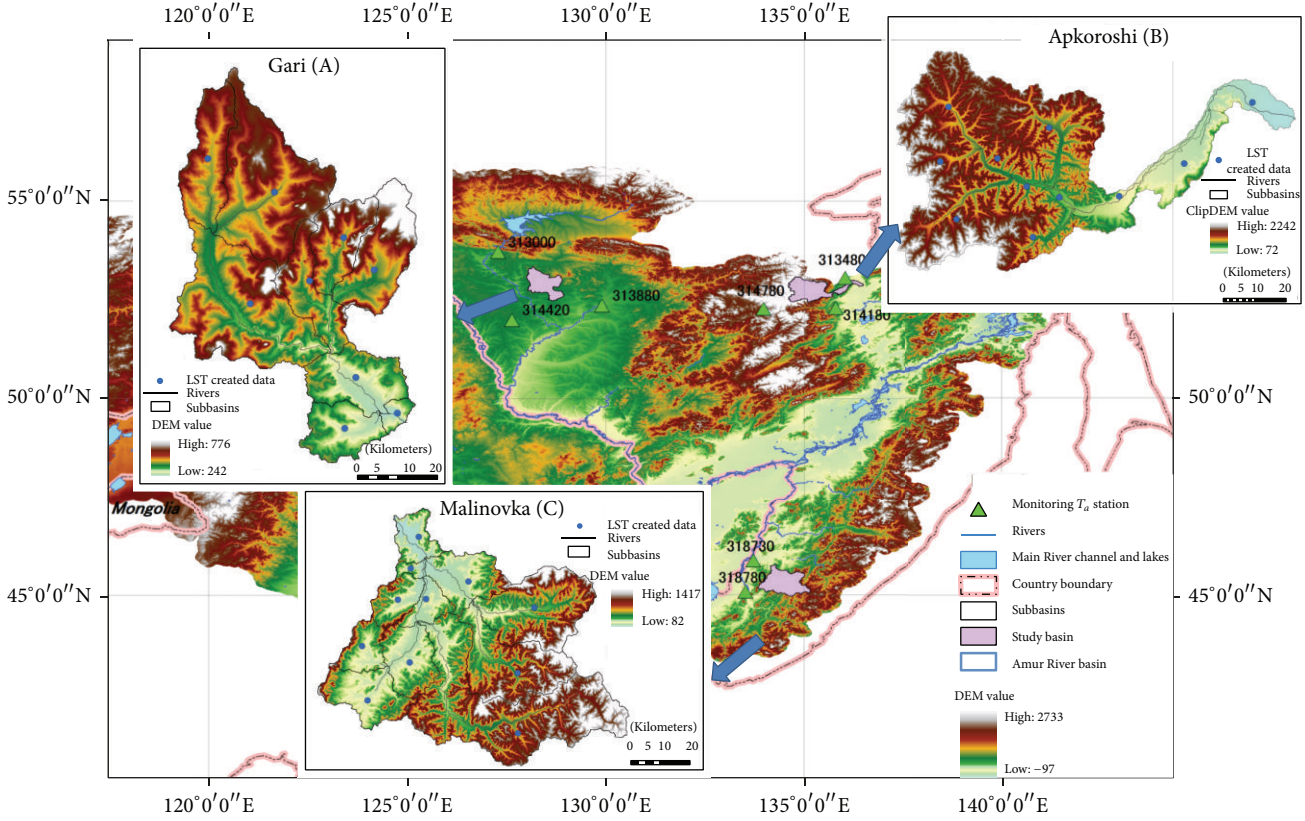 120°0′0″E
125°0′0″E
130°0′0″E
135°0′0″E
Gari (A)
LST created data
Rivers
Subbasins
DEM value
High: 776
Low: 242
(Kilometers)
0 5 10 20
Apkoroshi (B)
LST
created data
Rivers
Subbasins
ClipDEM value
High: 2242
Low: 72
(Kilometers)
0 5 10 20
55°0′0″N
50°0′0″N
45°0′0″N
50°0′0″N
45°0′0″N
313000
313480
314780
313880
314420
314180
318730
318780
Mongolia
Malinovka (C)
LST created data
Rivers
Subbasins
DEM value
High: 1417
Low: 82
(Kilometers)
0 5 10 20
Monitoring Ta station
Rivers
Main River channel and lakes
Country boundary
Subbasins
Study basin
Amur River basin
DEM value
High: 2733
Low: −97
120°0′0″E
125°0′0″E
130°0′0″E
135°0′0″E
140°0′0″E